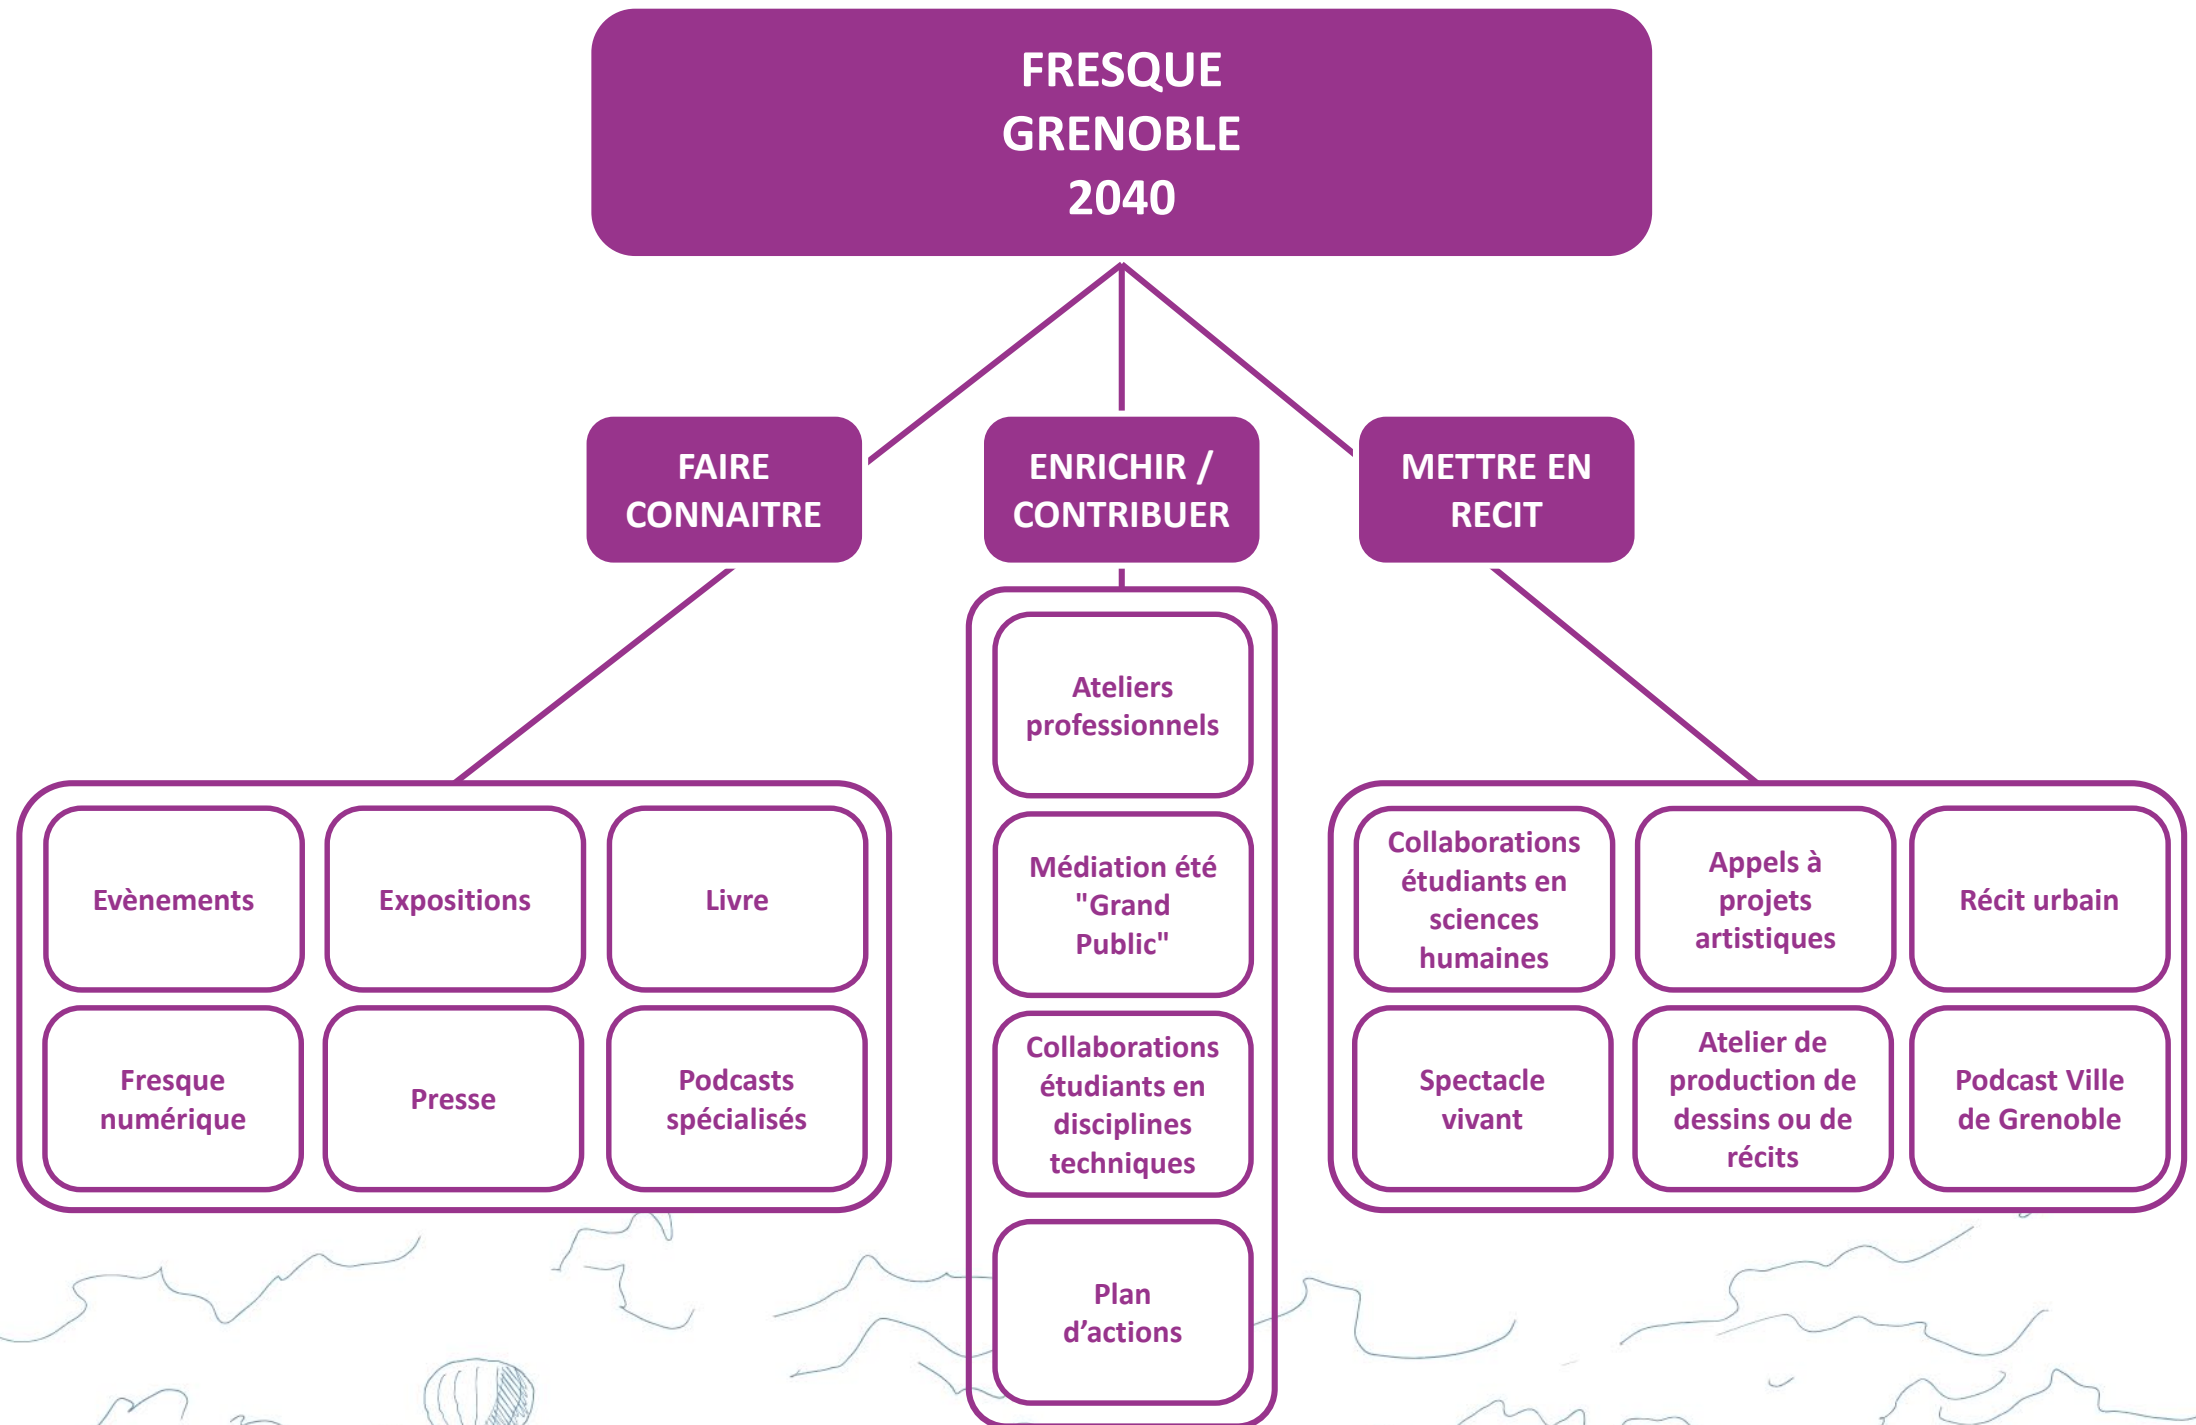 FRESQUE
GRENOBLE
2040
FAIRE
CONNAITRE
ENRICHIR /
CONTRIBUER
METTRE EN
RECIT
Evènements
Expositions
Livre
Fresque
numérique
Presse
Podcasts
spécialisés
Ateliers
professionnels
Médiation été
"Grand
Public"
Collaborations
étudiants en
disciplines
techniques
Plan
d’actions
Collaborations
étudiants en
sciences
humaines
Appels à
projets
artistiques
Récit urbain
Spectacle
vivant
Atelier de
production de
dessins ou de
récits
Podcast Ville
de Grenoble